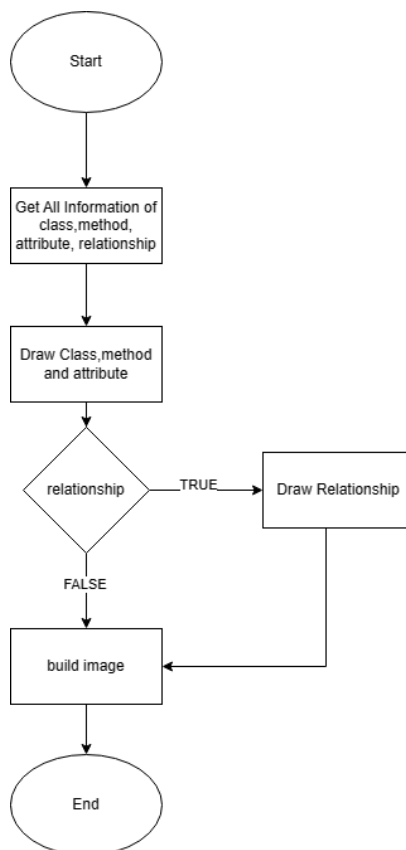 Start
Get All Information of
class,method,
attribute, relationship
Draw Class,method
and attribute
relationship
TRUE
Draw Relationship
FALSE
build image
End